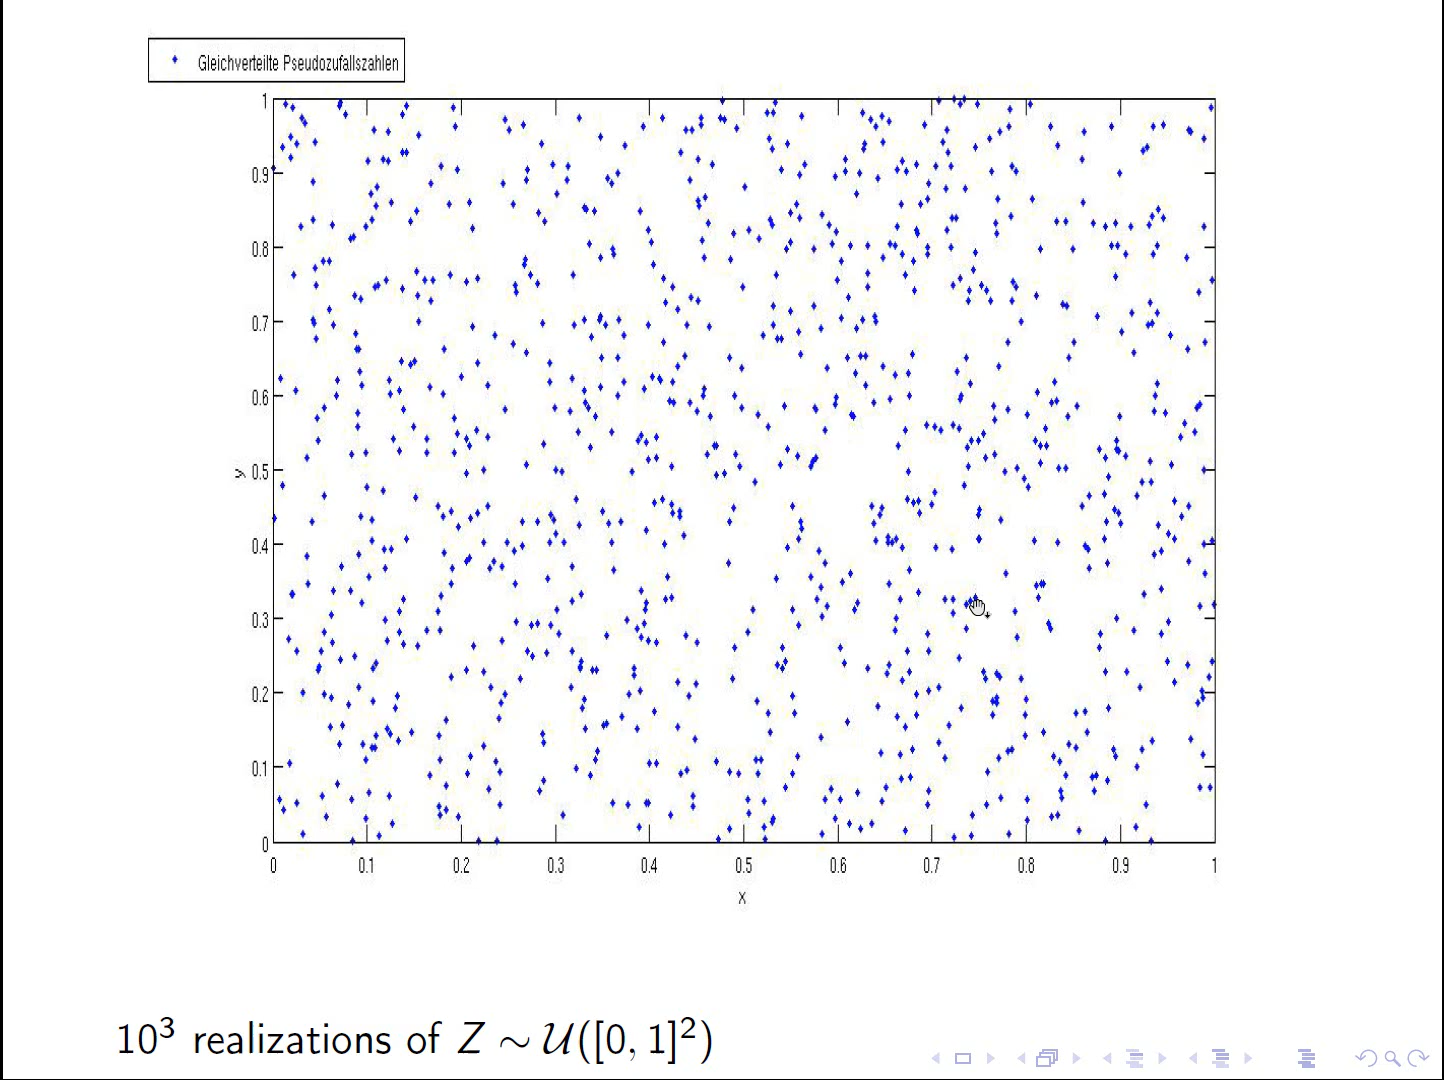 Gleichverteilte Pseudozufallszahlen
1
0.9
0.8
0.7
0.6
0.5
0.4
0.3
0.2
0.1
0
y
0 0.1 0.2 0.3 0.4 0.5 0.6 0.7 0.8 0.9 1
x
10³ realizations of Z ∼ 𝒰([0, 1]²)